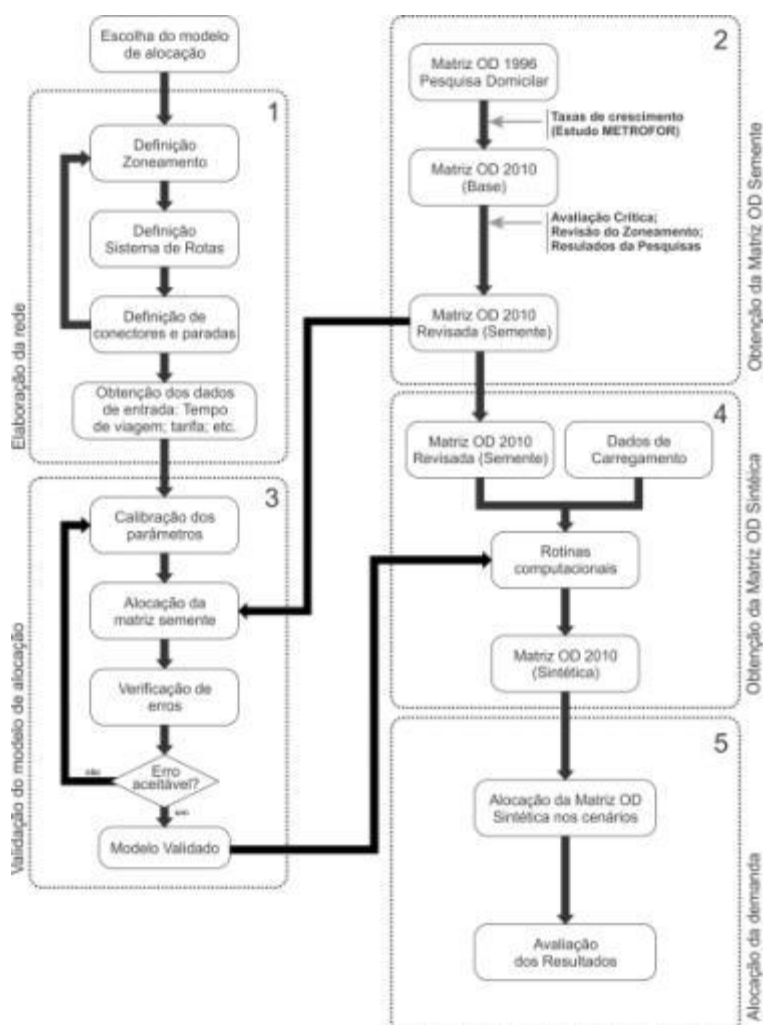 Escolha do modelo
de alocação
1
Definição
Zoneamento
Definição
Sistema de Rotas
Definição de
conectores e paradas
Obtenção dos dados
de entrada: Tempo
de viagem; tarifa; etc.
Elaboração da rede
3
Calibração dos
parâmetros
Alocação da
matriz semente
Verificação de
erros
Erro
aceitável?
não
sim
Modelo Validado
Validação do modelo de alocação
2
Matriz OD 1996
Pesquisa Domicilar
Taxas de crescimento
(Estudo METROFOR)
Matriz OD 2010
(Base)
Avaliação Crítica;
Revisão do Zoneamento;
Resulados da Pesquisas
Matriz OD 2010
Revisada (Semente)
Obtenção da Matriz OD Semente
4
Matriz OD 2010
Revisada (Semente)
Dados de
Carregamento
Rotinas
computacionais
Matriz OD 2010
(Sintética)
Obtenção da Matriz OD Sintéica
5
Alocação da Matriz OD
Sintética nos cenários
Avaliação
dos Resultados
Alocação da demanda